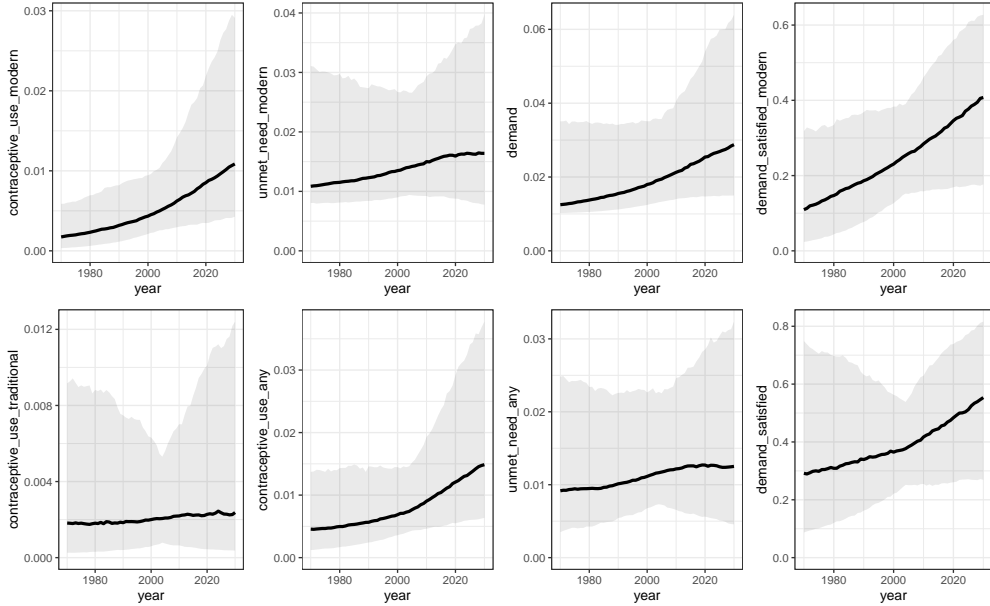 contraceptive_use_modern
0.03
0.02
0.01
0.00
1980 2000 2020
year
unmet_need_modern
0.04
0.03
0.02
0.01
0.00
1980 2000 2020
year
demand
0.06
0.04
0.02
0.00
1980 2000 2020
year
demand_satisfied_modern
0.6
0.4
0.2
0.0
1980 2000 2020
year
contraceptive_use_traditional
0.012
0.008
0.004
0.000
1980 2000 2020
year
contraceptive_use_any
0.03
0.02
0.01
0.00
1980 2000 2020
year
unmet_need_any
0.03
0.02
0.01
0.00
1980 2000 2020
year
demand_satisfied
0.8
0.6
0.4
0.2
0.0
1980 2000 2020
year